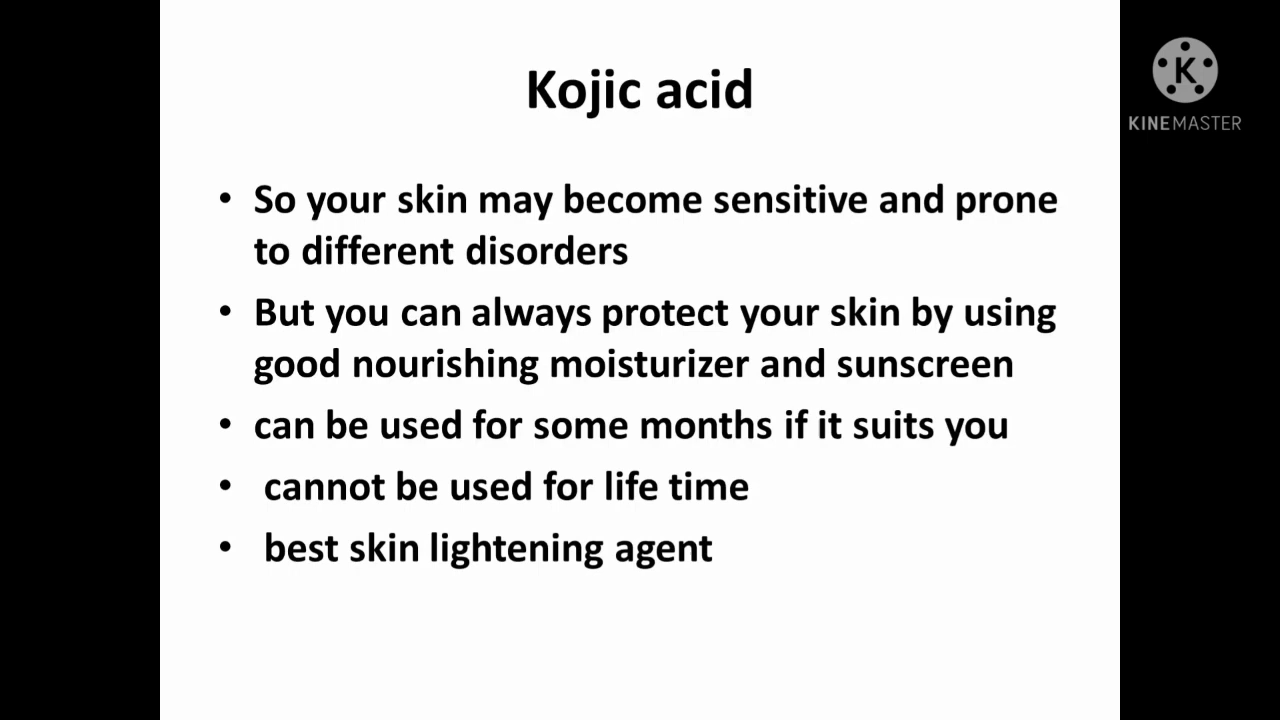 Kojic acid
K
KINEMASTER
• So your skin may become sensitive and prone
to different disorders
• But you can always protect your skin by using
good nourishing moisturizer and sunscreen
• can be used for some months if it suits you
• cannot be used for life time
• best skin lightening agent